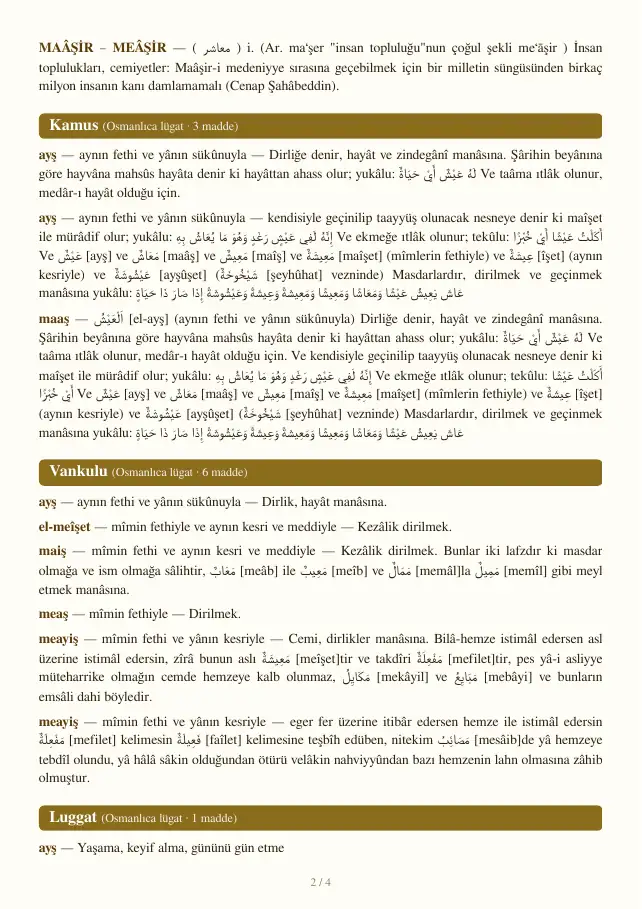 MAÂŞİR – MEÂŞİR — ( معاشر ) i. (Ar. ma‘şer "insan topluluğu"nun çoğul şekli me‘āşir ) İnsan
toplulukları, cemiyetler: Maâşir-i medeniyye sırasına geçebilmek için bir milletin süngüsünden birkaç
milyon insanın kanı damlamamalı (Cenap Şahâbeddin).
Kamus (Osmanlıca lügat · 3 madde)
ayş — aynın fethi ve yânın sükûnuyla — Dirliğe denir, hayât ve zindegânî manâsına. Şârihin beyânına
göre hayvâna mahsûs hayâta denir ki hayâttan ahass olur; yukâlu: لَهُ عَيْشٌ أَيْ حَيَاةٌ Ve taâma ıtlâk olunur,
medâr-ı hayât olduğu için.
ayş — aynın fethi ve yânın sükûnuyla — kendisiyle geçinilip taayyüş olunacak nesneye denir ki maîşet
ile mürâdif olur; yukâlu: إِنَّهُ لَفِي عَيْشٍ رَغْدٍ وَهُوَ مَا يُعَاشُ بِهِ Ve ekmeğe ıtlâk olunur; tekûlu: أَكَلْتُ عَيْشًا أَيْ خُبْزًا
Ve عَيْشٌ [ayş] ve مَعَاشٌ [maâş] ve مَعِيشٌ [maîş] ve مَعِيشَةٌ [maîşet] (mîmlerin fethiyle) ve عِيشَةٌ [îşet] (aynın
kesriyle) ve عَيْشُوشَةٌ [ayşûşet] (شَيْخُوخَةٌ [şeyhûhat] vezninde) Masdarlardır, dirilmek ve geçinmek
manâsına yukâlu: عَاشَ يَعِيشُ عَيْشًا وَمَعَاشًا وَمَعِيشًا وَمَعِيشَةً وَعِيشَةً وَعَيْشُوشَةً إِذَا صَارَ ذَا حَيَاةٍ
maaş — اَلْعَيْشُ [el-ayş] (aynın fethi ve yânın sükûnuyla) Dirliğe denir, hayât ve zindegânî manâsına.
Şârihin beyânına göre hayvâna mahsûs hayâta denir ki hayâttan ahass olur; yukâlu: لَهُ عَيْشٌ أَيْ حَيَاةٌ Ve
taâma ıtlâk olunur, medâr-ı hayât olduğu için. Ve kendisiyle geçinilip taayyüş olunacak nesneye denir ki
maîşet ile mürâdif olur; yukâlu: إِنَّهُ لَفِي عَيْشٍ رَغْدٍ وَهُوَ مَا يُعَاشُ بِهِ Ve ekmeğe ıtlâk olunur; tekûlu: أَكَلْتُ عَيْشًا
أَيْ خُبْزًا Ve عَيْشٌ [ayş] ve مَعَاشٌ [maâş] ve مَعِيشٌ [maîş] ve مَعِيشَةٌ [maîşet] (mîmlerin fethiyle) ve عِيشَةٌ [îşet]
(aynın kesriyle) ve عَيْشُوشَةٌ [ayşûşet] (شَيْخُوخَةٌ [şeyhûhat] vezninde) Masdarlardır, dirilmek ve geçinmek
manâsına yukâlu: عَاشَ يَعِيشُ عَيْشًا وَمَعَاشًا وَمَعِيشًا وَمَعِيشَةً وَعِيشَةً وَعَيْشُوشَةً إِذَا صَارَ ذَا حَيَاةٍ
Vankulu (Osmanlıca lügat · 6 madde)
ayş — aynın fethi ve yânın sükûnuyla — Dirlik, hayât manâsına.
el-meîşet — mîmin fethiyle ve aynın kesri ve meddiyle — Kezâlik dirilmek.
maiş — mîmin fethi ve aynın kesri ve meddiyle — Kezâlik dirilmek. Bunlar iki lafzdır ki masdar
olmağa ve ism olmağa sâlihtir, مَعَابٌ [meâb] ile مَعِيبٌ [meîb] ve مَمَالٌ [memâl]la مَمِيلٌ [memîl] gibi meyl
etmek manâsına.
meaş — mîmin fethiyle — Dirilmek.
meayiş — mîmin fethi ve yânın kesriyle — Cemi, dirlikler manâsına. Bilâ-hemze istimâl edersen asl
üzerine istimâl edersin, zîrâ bunun aslı مَعِيشَةٌ [meîşet]tir ve takdîri مَفْعِلَةٌ [mefilet]tir, pes yâ-i asliyye
müteharrike olmağın cemde hemzeye kalb olunmaz, مَكَايِلُ [mekâyil] ve مَبَايِعُ [mebâyi] ve bunların
emsâli dahi böyledir.
meayiş — mîmin fethi ve yânın kesriyle — eger fer üzerine itibâr edersen hemze ile istimâl edersin
مَفْعِلَةٌ [mefilet] kelimesin فَعِيلَةٌ [faîlet] kelimesine teşbîh edüben, nitekim مَصَائِبُ [mesâib]de yâ hemzeye
tebdîl olundu, yâ hâlâ sâkin olduğundan ötürü velâkin nahviyyûndan bazı hemzenin lahn olmasına zâhib
olmuştur.
Luggat (Osmanlıca lügat · 1 madde)
ayş — Yaşama, keyif alma, gününü gün etme
2 / 4